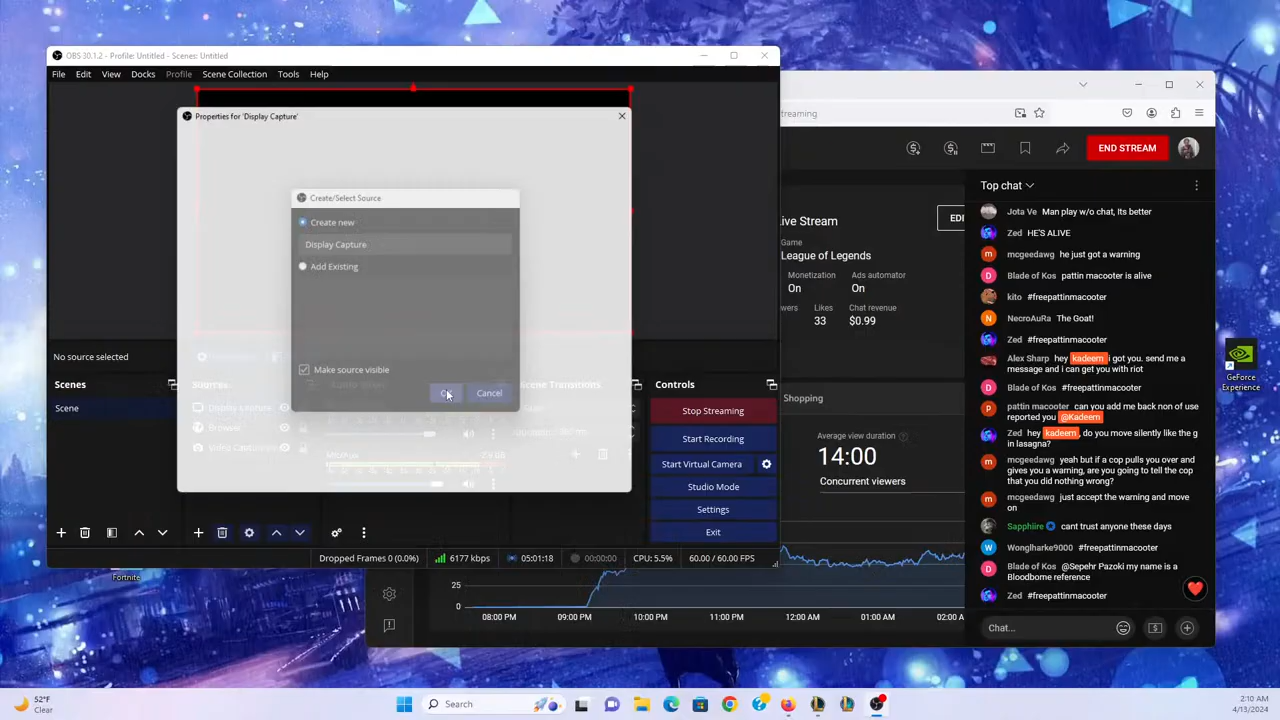 OBS 30.1.2 - Profile: Untitled - Scenes: Untitled
File Edit View Docks Profile Scene Collection Tools Help
Properties for 'Display Capture'
Create/Select Source
Create new
Display Capture
Add Existing
Make source visible
Cancel
No source selected
Scenes
Scene
Sources
Display Capture
Browser
Scene Transitions
Controls
Stop Streaming
Start Recording
Start Virtual Camera
Studio Mode
Settings
Exit
Dropped Frames 0 (0.0%)
6177 kbps
05:01:18
00:00:00
CPU: 5.5%
60.00 / 60.00 FPS
Fortnite
END STREAM
ive Stream
Game
League of Legends
Monetization
On
Ads automator
On
Likes
33
Chat revenue
$0.99
Shopping
Average view duration
14:00
Concurrent viewers
25
0
08:00 PM 09:00 PM 10:00 PM 11:00 PM 12:00 AM 01:00 AM
Top chat
Jota Ve Man play w/o chat, Its better
Zed HE'S ALIVE
mcgeedawg he just got a warning
Blade of Kos pattin macooter is alive
kito #freepattinmacooter
NecroAuRa The Goat!
Zed #freepattinmacooter
Alex Sharp hey kadeem i got you. send me a
message and i can get you with riot
Blade of Kos #freepattinmacooter
pattin macooter can you add me back non of use
reported you @Kadeem
Zed hey kadeem, do you move silently like the g
in lasagna?
mcgeedawg yeah but if a cop pulls you over and
gives you a warning, are you going to tell the cop
that you did nothing wrong?
mcgeedawg just accept the warning and move
on
Sapphiire cant trust anyone these days
Wonglharke9000 #freepattinmacooter
Blade of Kos @Sepehr Pazoki my name is a
Bloodborne reference
Zed #freepattinmacooter
Chat...
GeForce
Experience
52°F
Clear
Search
2:10 AM
4/13/2024